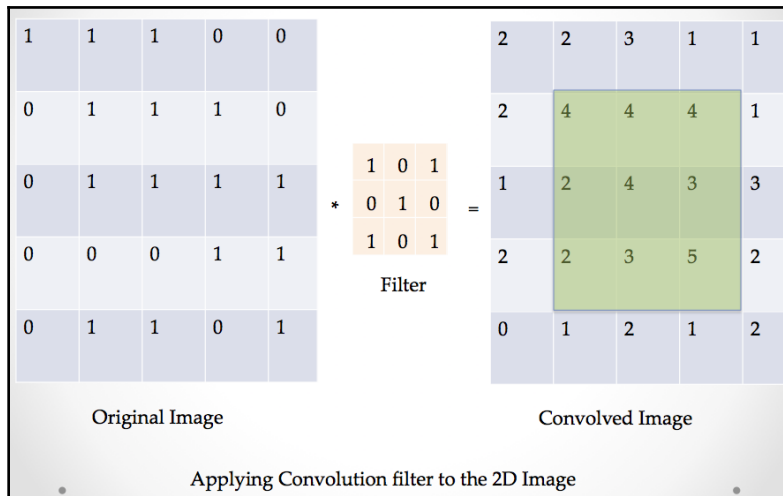 1 1 1 0 0
0 1 1 1 0
0 1 1 1 1
0 0 0 1 1
0 1 1 0 1
Original Image
*
1 0 1
0 1 0
1 0 1
Filter
=
2 2 3 1 1
2 4 4 4 1
1 2 4 3 3
2 2 3 5 2
0 1 2 1 2
Convolved Image
Applying Convolution filter to the 2D Image